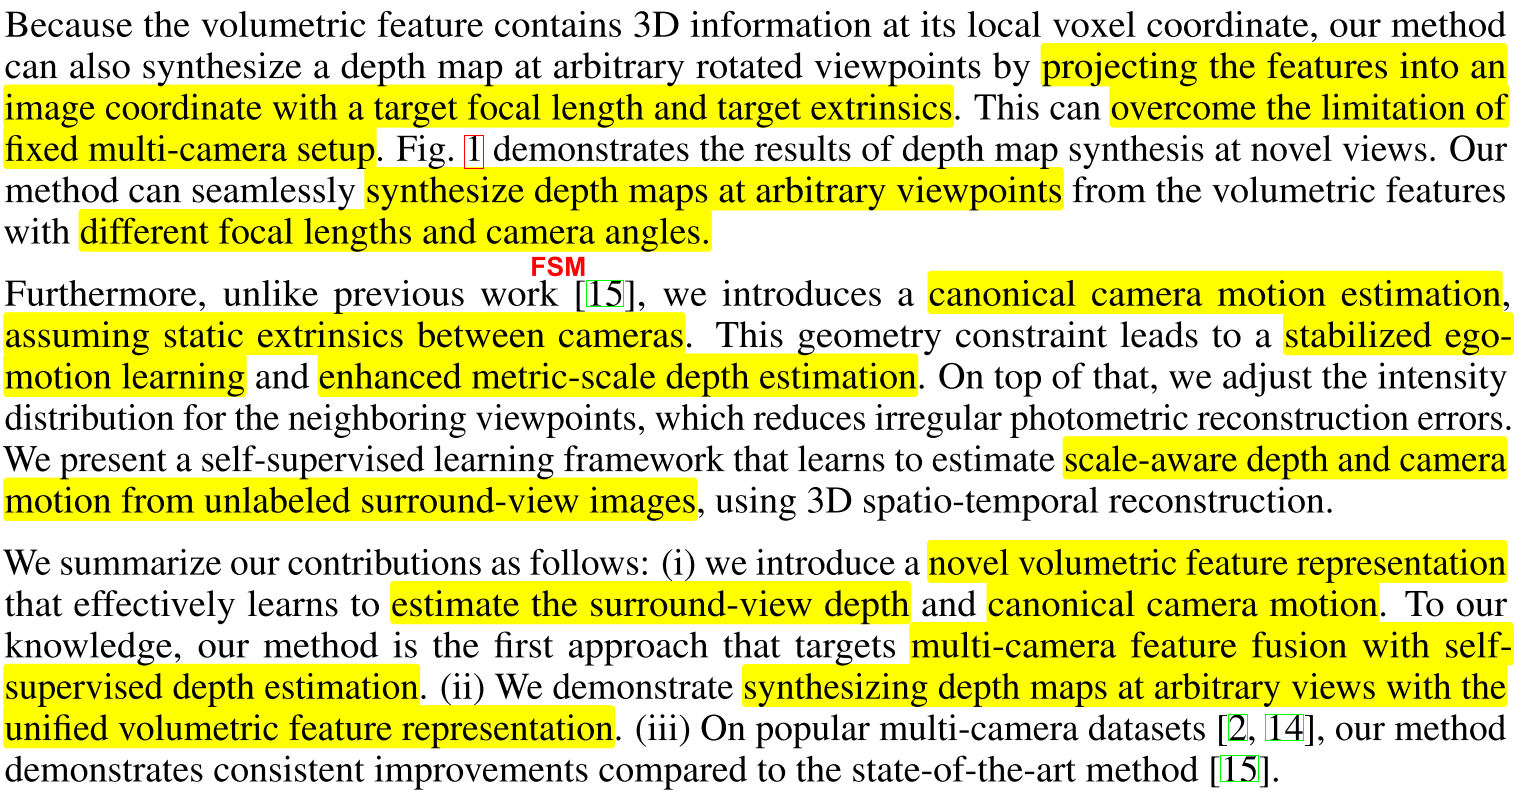 Because the volumetric feature contains 3D information at its local voxel coordinate, our method
can also synthesize a depth map at arbitrary rotated viewpoints by projecting the features into an
image coordinate with a target focal length and target extrinsics. This can overcome the limitation of
fixed multi-camera setup. Fig. 1 demonstrates the results of depth map synthesis at novel views. Our
method can seamlessly synthesize depth maps at arbitrary viewpoints from the volumetric features
with different focal lengths and camera angles.
FSM
Furthermore, unlike previous work [15], we introduces a canonical camera motion estimation,
assuming static extrinsics between cameras. This geometry constraint leads to a stabilized ego-
motion learning and enhanced metric-scale depth estimation. On top of that, we adjust the intensity
distribution for the neighboring viewpoints, which reduces irregular photometric reconstruction errors.
We present a self-supervised learning framework that learns to estimate scale-aware depth and camera
motion from unlabeled surround-view images, using 3D spatio-temporal reconstruction.
We summarize our contributions as follows: (i) we introduce a novel volumetric feature representation
that effectively learns to estimate the surround-view depth and canonical camera motion. To our
knowledge, our method is the first approach that targets multi-camera feature fusion with self-
supervised depth estimation. (ii) We demonstrate synthesizing depth maps at arbitrary views with the
unified volumetric feature representation. (iii) On popular multi-camera datasets [2, 14], our method
demonstrates consistent improvements compared to the state-of-the-art method [15].